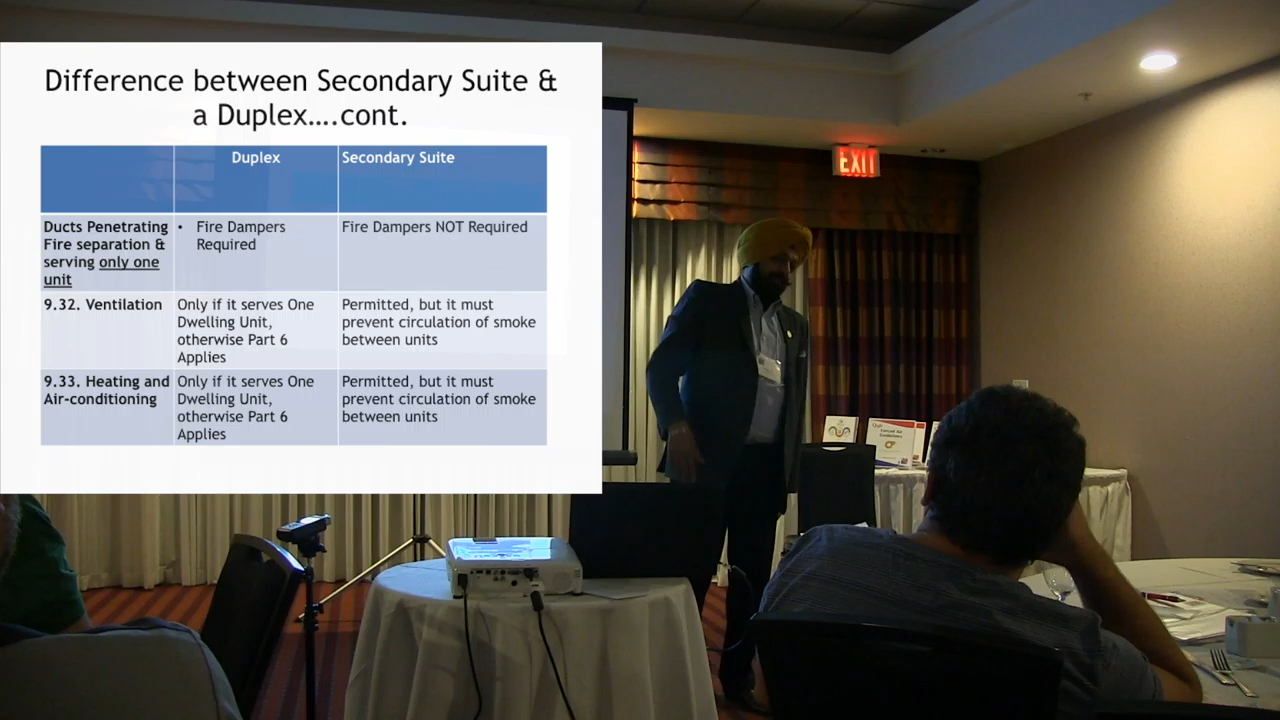 Difference between Secondary Suite &
a Duplex….cont.
Duplex
Secondary Suite
Ducts Penetrating
Fire separation &
serving only one
unit
• Fire Dampers
Required
Fire Dampers NOT Required
9.32. Ventilation
Only if it serves One
Dwelling Unit,
otherwise Part 6
Applies
Permitted, but it must
prevent circulation of smoke
between units
9.33. Heating and
Air-conditioning
Only if it serves One
Dwelling Unit,
otherwise Part 6
Applies
Permitted, but it must
prevent circulation of smoke
between units
EXIT